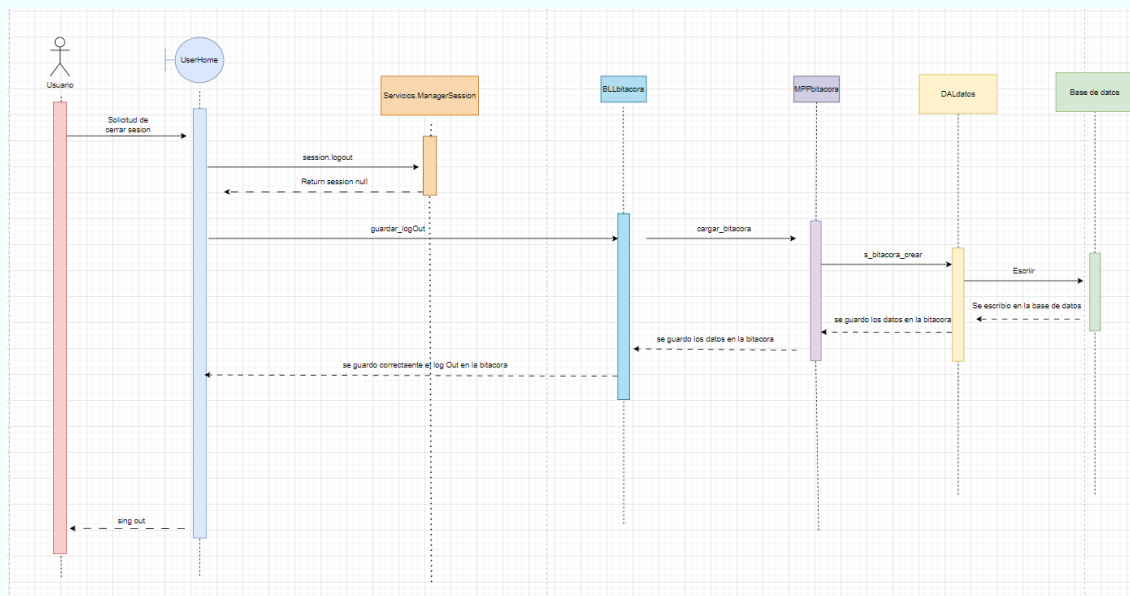 Usuario
UserHome
Servicios.ManagerSession
BLLbitacora
MPPbitacora
DALdatos
Base de datos
Solicitud de
cerrar sesion
session.logout
Return session null
guardar_logOut
cargar_bitacora
s_bitacora_crear
Escriir
Se escribio en la base de datos
se guardo los datos en la bitacora
se guardo los datos en la bitacora
se guardo correctaente el log Out en la bitacora
sing out